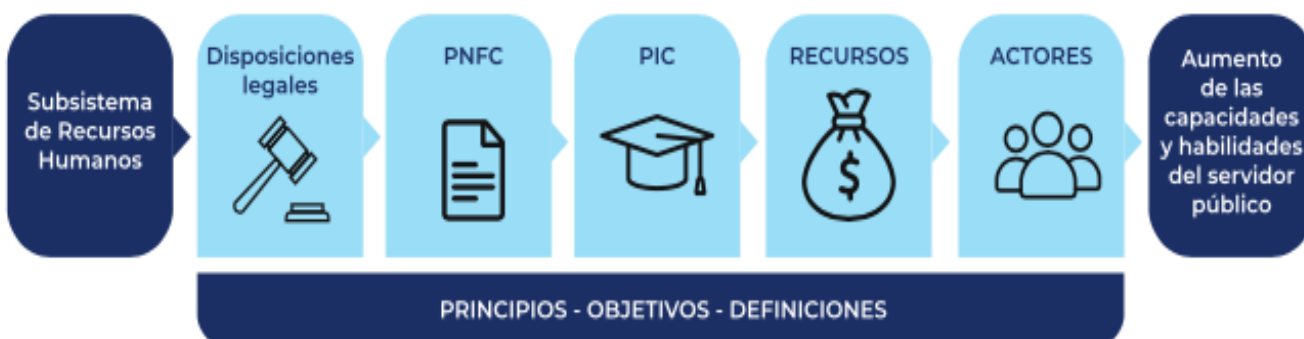 Subsistema
de Recursos
Humanos
Disposiciones
legales
PNFC
PIC
RECURSOS
$
ACTORES
Aumento
de las
capacidades
y habilidades
del servidor
público
PRINCIPIOS - OBJETIVOS - DEFINICIONES